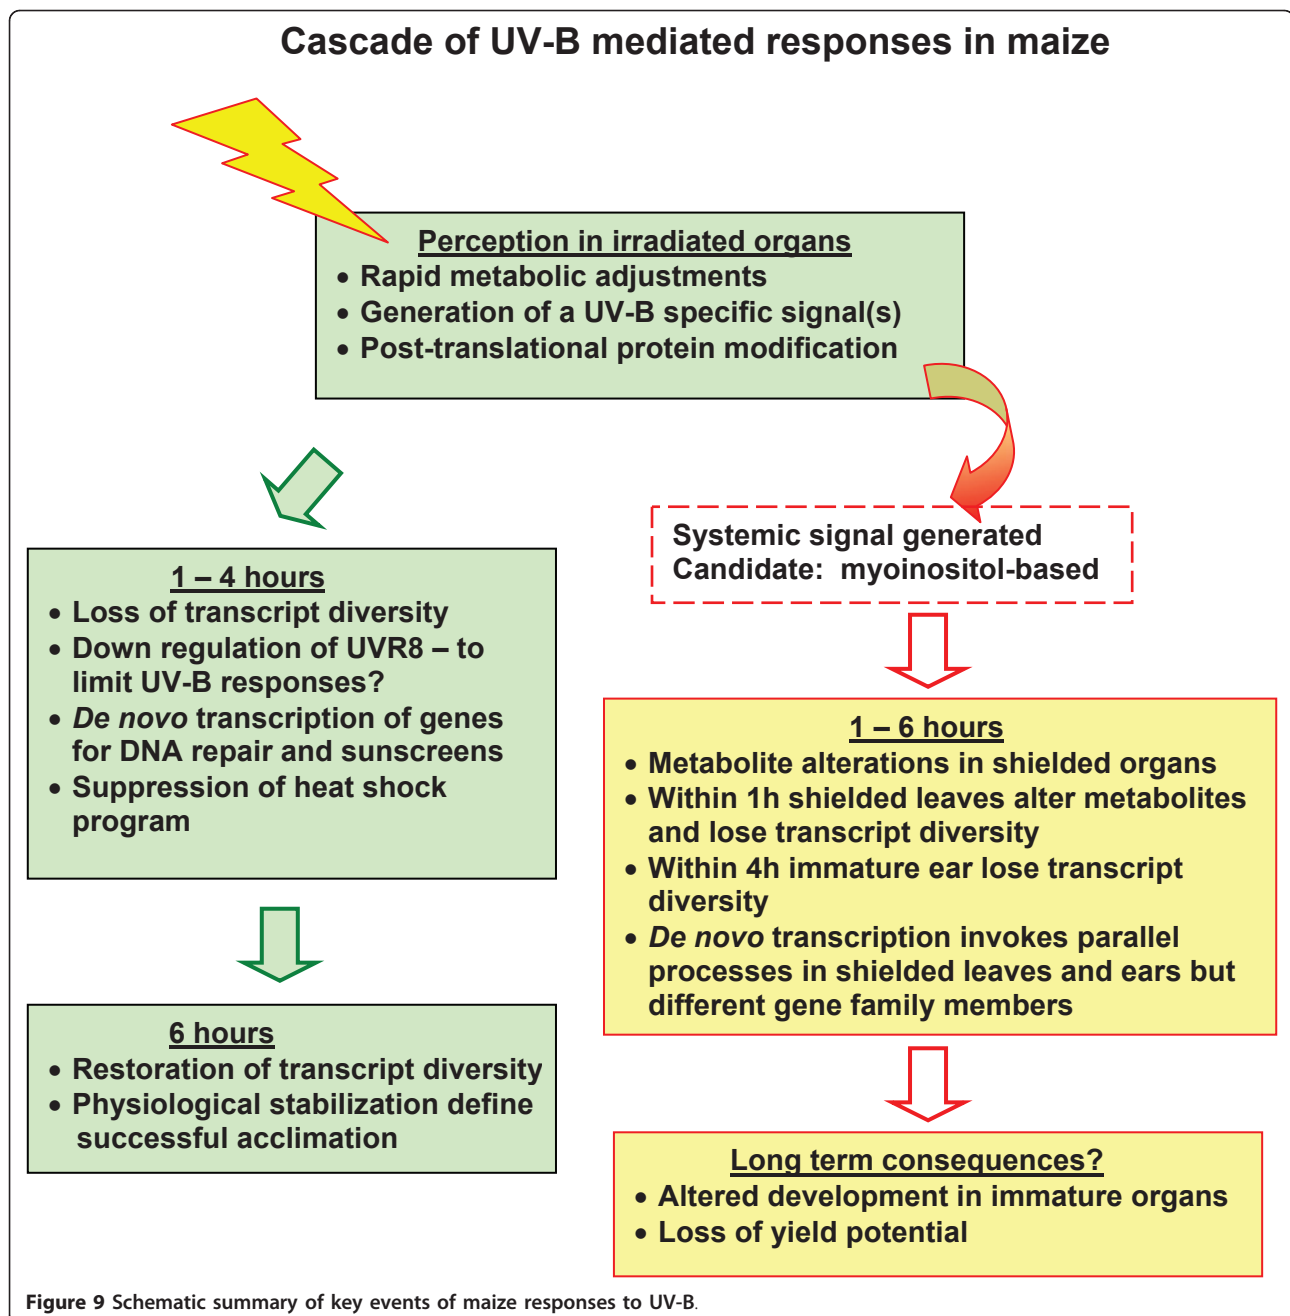 Cascade of UV-B mediated responses in maize
Perception in irradiated organs
• Rapid metabolic adjustments
• Generation of a UV-B specific signal(s)
• Post-translational protein modification
1 – 4 hours
• Loss of transcript diversity
• Down regulation of UVR8 – to
limit UV-B responses?
• De novo transcription of genes
for DNA repair and sunscreens
• Suppression of heat shock
program
6 hours
• Restoration of transcript diversity
• Physiological stabilization define
successful acclimation
Systemic signal generated
Candidate: myoinositol-based
1 – 6 hours
• Metabolite alterations in shielded organs
• Within 1h shielded leaves alter metabolites
and lose transcript diversity
• Within 4h immature ear lose transcript
diversity
• De novo transcription invokes parallel
processes in shielded leaves and ears but
different gene family members
Long term consequences?
• Altered development in immature organs
• Loss of yield potential
Figure 9 Schematic summary of key events of maize responses to UV-B.